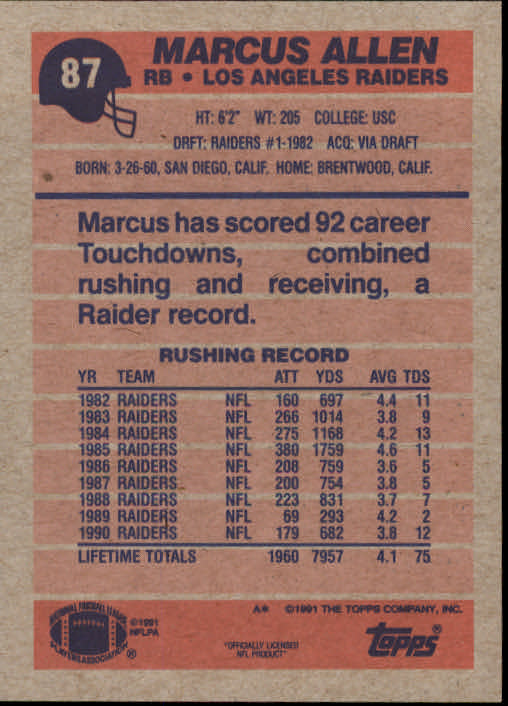 87
MARCUS ALLEN
RB • LOS ANGELES RAIDERS
HT: 6'2" WT: 205 COLLEGE: USC
DRFT: RAIDERS #1-1982 ACQ: VIA DRAFT
BORN: 3-26-60, SAN DIEGO, CALIF. HOME: BRENTWOOD, CALIF.
Marcus has scored 92 career
Touchdowns, combined
rushing and receiving, a
Raider record.
RUSHING RECORD
YR TEAM ATT YDS AVG TDS
1982 RAIDERS NFL 160 697 4.4 11
1983 RAIDERS NFL 266 1014 3.8 9
1984 RAIDERS NFL 275 1168 4.2 13
1985 RAIDERS NFL 380 1759 4.6 11
1986 RAIDERS NFL 208 759 3.6 5
1987 RAIDERS NFL 200 754 3.8 5
1988 RAIDERS NFL 223 831 3.7 7
1989 RAIDERS NFL 69 293 4.2 2
1990 RAIDERS NFL 179 682 3.8 12
LIFETIME TOTALS 1960 7957 4.1 75
A* ©1991 THE TOPPS COMPANY, INC.
NATIONAL FOOTBALL LEAGUE
PLAYERS ASSOCIATION ®
©1991
NFLPA
"OFFICIALLY LICENSED
NFL PRODUCT"
topps®